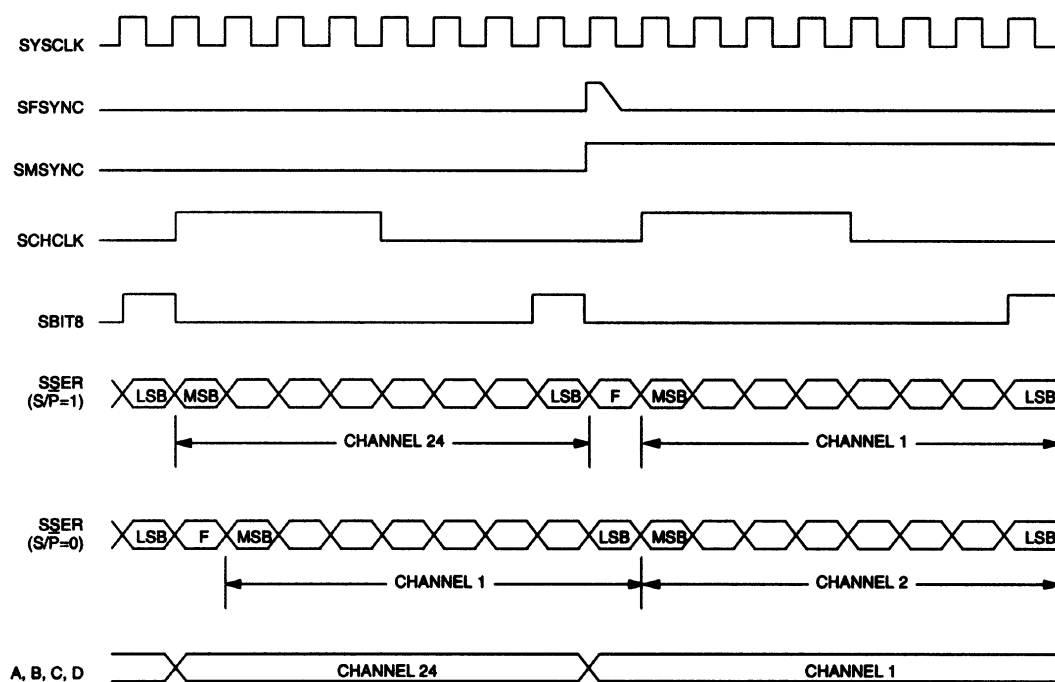 SYSCLK
SFSYNC
SMSYNC
SCHCLK
SBIT8
SSER
(S/P̅=1)
LSB MSB LSB F MSB LSB
CHANNEL 24 CHANNEL 1
SSER
(S/P̅=0)
LSB F MSB LSB MSB LSB
CHANNEL 1 CHANNEL 2
A, B, C, D CHANNEL 24 CHANNEL 1